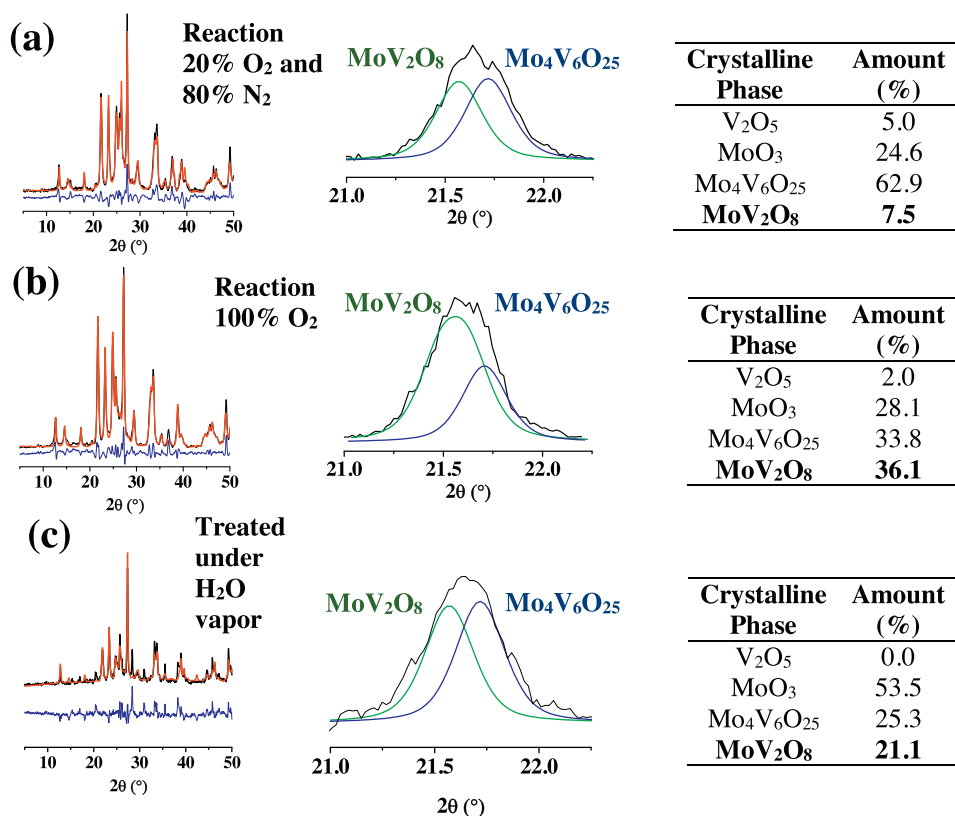 (a)
Reaction
20% O₂ and
80% N₂
10 20 30 40 50
2θ (°)
MoV₂O₈ Mo₄V₆O₂₅
21.0 21.5 22.0
2θ (°)
Crystalline Amount
Phase (%)
V₂O₅ 5.0
MoO₃ 24.6
Mo₄V₆O₂₅ 62.9
MoV₂O₈ 7.5
(b)
Reaction
100% O₂
10 20 30 40 50
2θ (°)
MoV₂O₈ Mo₄V₆O₂₅
21.0 21.5 22.0
2θ (°)
Crystalline Amount
Phase (%)
V₂O₅ 2.0
MoO₃ 28.1
Mo₄V₆O₂₅ 33.8
MoV₂O₈ 36.1
(c)
Treated
under
H₂O
vapor
10 20 30 40 50
2θ (°)
MoV₂O₈ Mo₄V₆O₂₅
21.0 21.5 22.0
2θ (°)
Crystalline Amount
Phase (%)
V₂O₅ 0.0
MoO₃ 53.5
Mo₄V₆O₂₅ 25.3
MoV₂O₈ 21.1